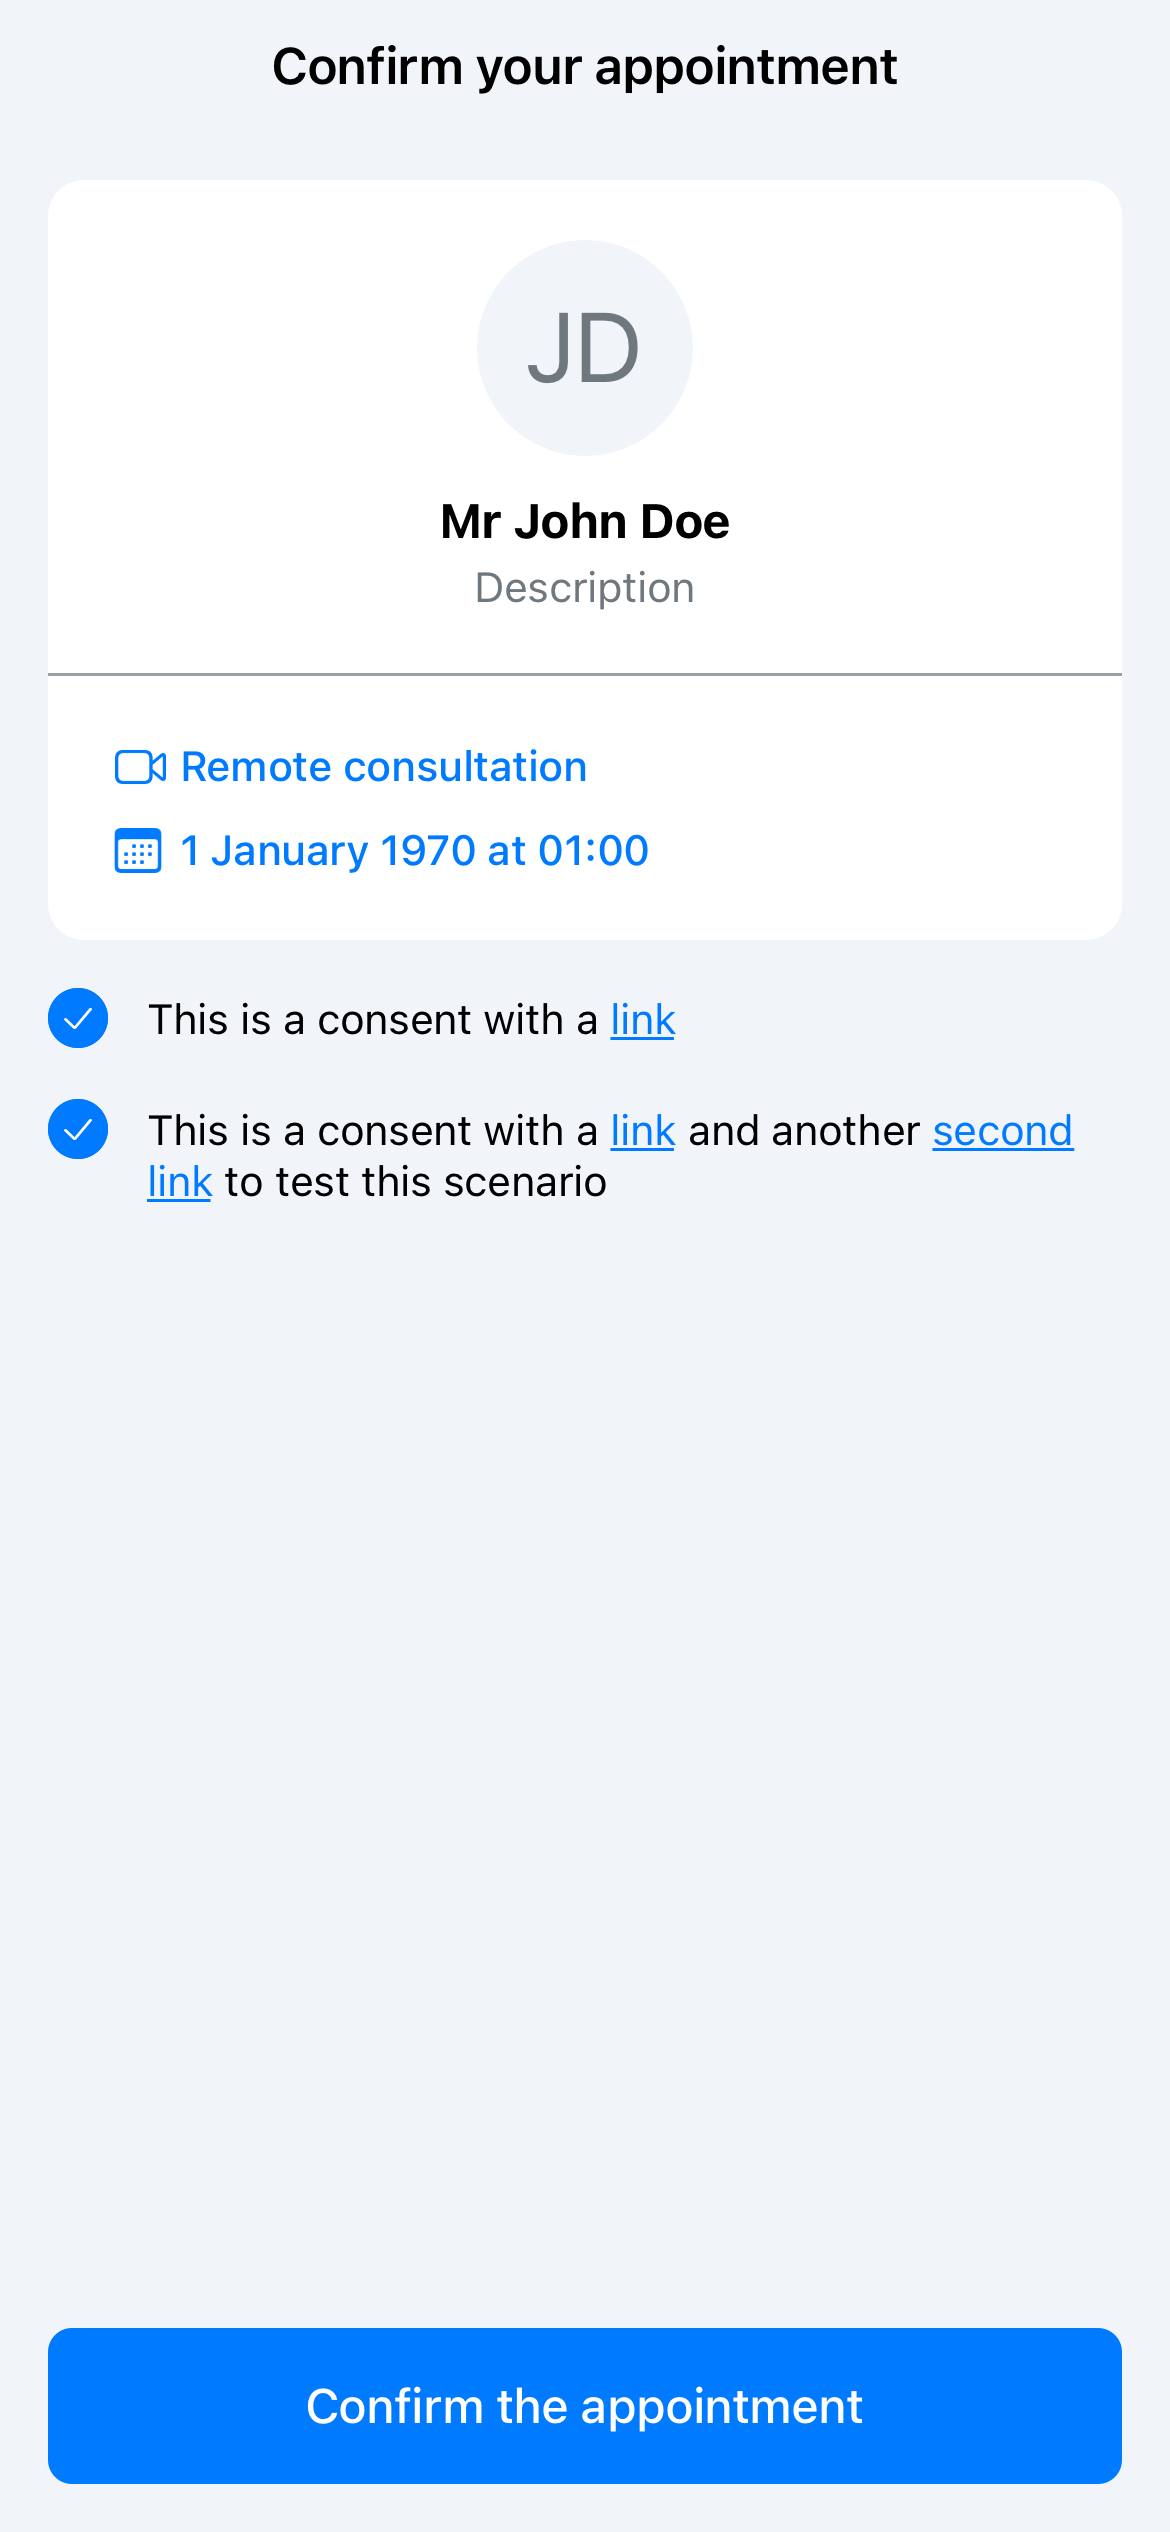 Confirm your appointment
JD
Mr John Doe
Description
Remote consultation
1 January 1970 at 01:00
This is a consent with a link
This is a consent with a link and another second
link to test this scenario
Confirm the appointment